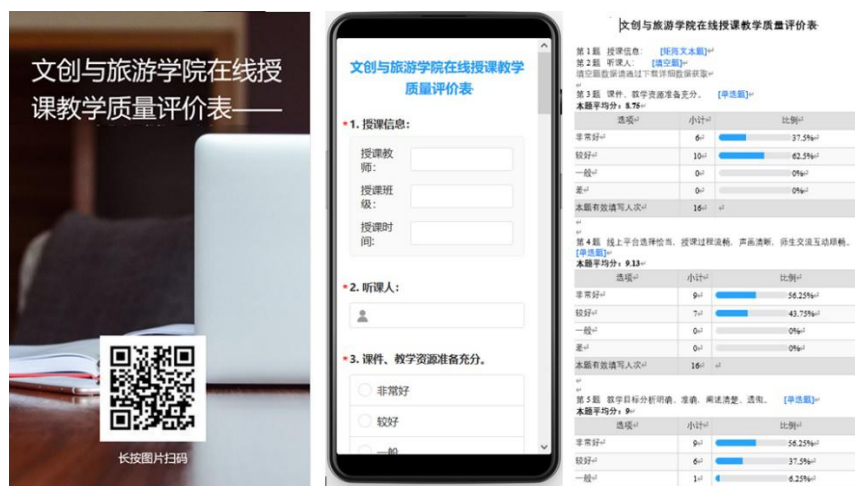 文创与旅游学院在线授
课教学质量评价表——
长按图片扫码
文创与旅游学院在线授课教学
质量评价表
*1. 授课信息：
授课教
师：
授课班
级：
授课时
间：
*2. 听课人：
*3. 课件、教学资源准备充分。
非常好
较好
一般
文创与旅游学院在线授课教学质量评价表
第1题 授课信息： [矩阵文本题]
第2题 听课人： [填空题]
填空题数据请通过下载详细数据获取
第3题 课件、教学资源准备充分。 [单选题]
本题平均分：8.75
选项 小计 比例
非常好 6 37.5%
较好 10 62.5%
一般 0 0%
差 0 0%
本题有效填写人次 16
第4题 线上平台选择恰当，授课过程流畅，声画清晰，师生交流互动顺畅。
[单选题]
本题平均分：9.13
选项 小计 比例
非常好 9 56.25%
较好 7 43.75%
一般 0 0%
差 0 0%
本题有效填写人次 16
第5题 教学目标分析明确、准确，阐述清楚、透彻。 [单选题]
本题平均分：9
选项 小计 比例
非常好 9 56.25%
较好 6 37.5%
一般 1 6.25%